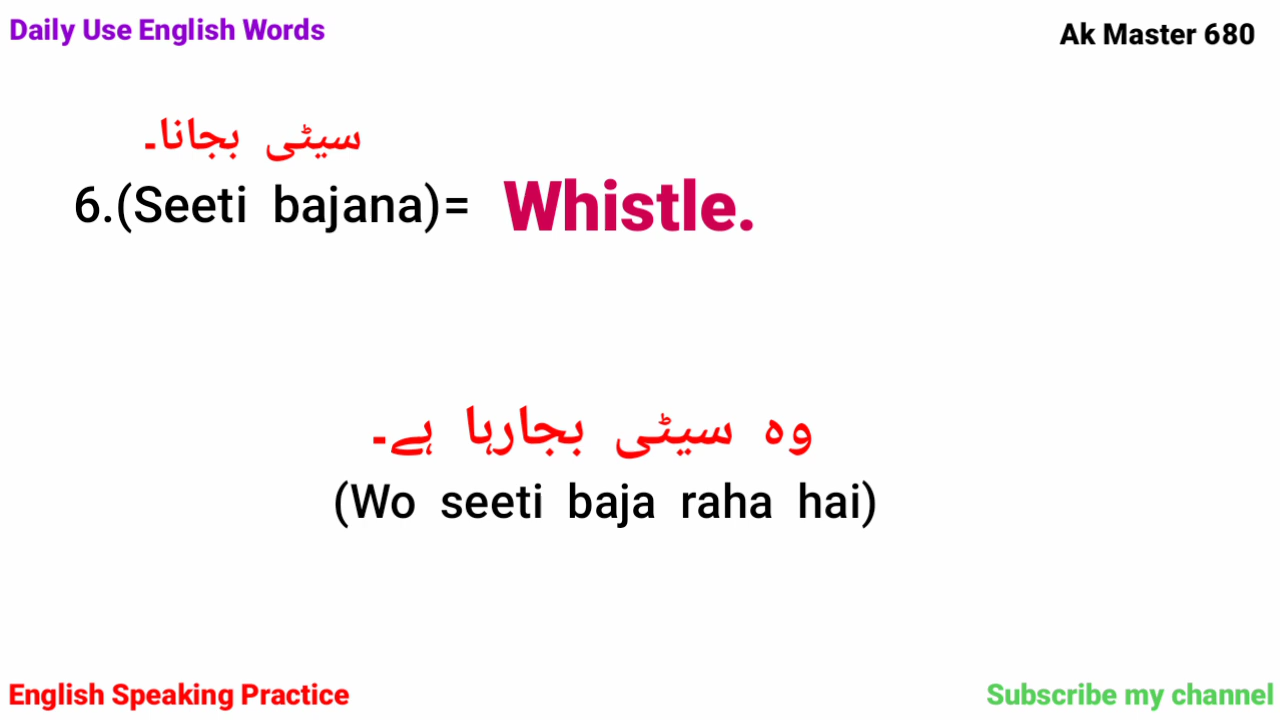 Daily Use English Words
Ak Master 680
سیٹی بجانا۔
6.(Seeti bajana)= Whistle.
وہ سیٹی بجارہا ہے۔
(Wo seeti baja raha hai)
English Speaking Practice
Subscribe my channel